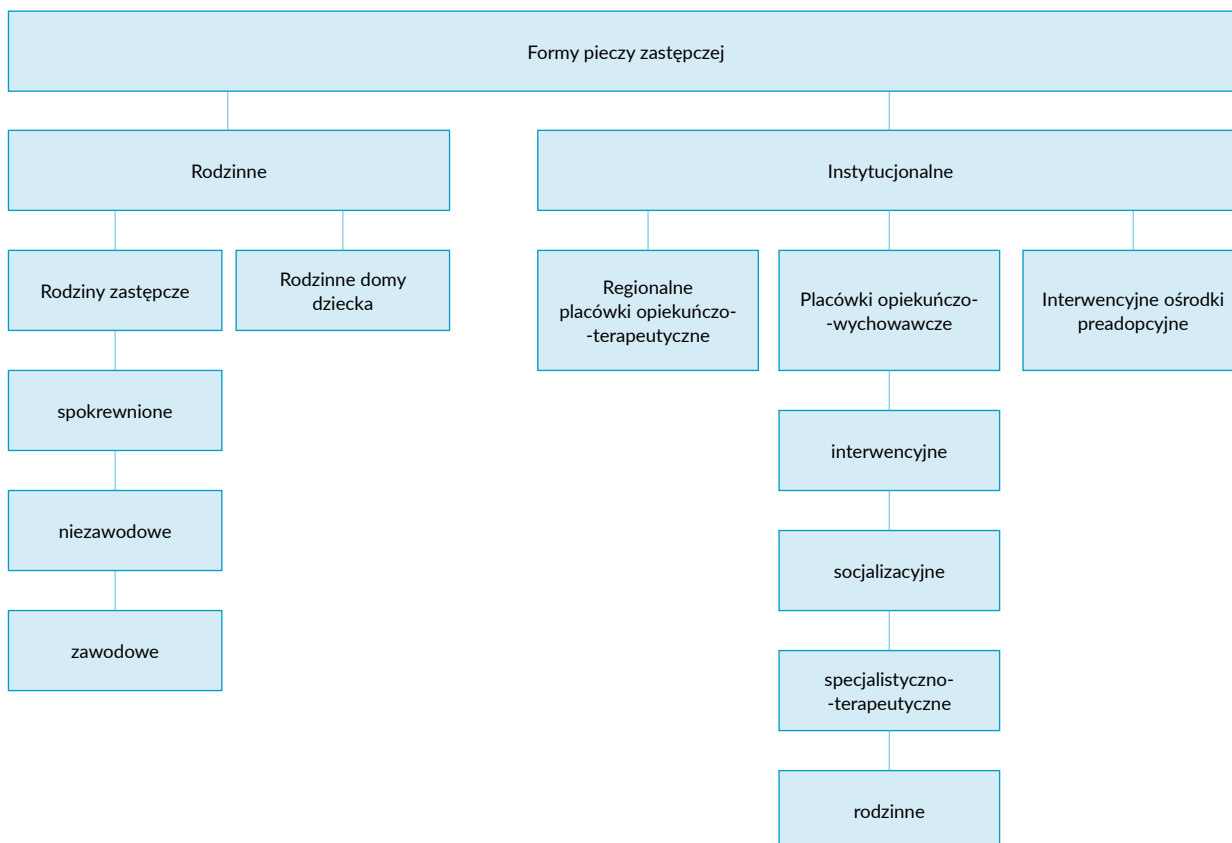 Formy pieczy zastępczej
Rodzinne
Instytucjonalne
Rodziny zastępcze
Rodzinne domy
dziecka
Regionalne
placówki opiekuńczo-
-terapeutyczne
Placówki opiekuńczo-
-wychowawcze
Interwencyjne ośrodki
preadopcyjne
spokrewnione
niezawodowe
zawodowe
interwencyjne
socjalizacyjne
specjalistyczno-
-terapeutyczne
rodzinne